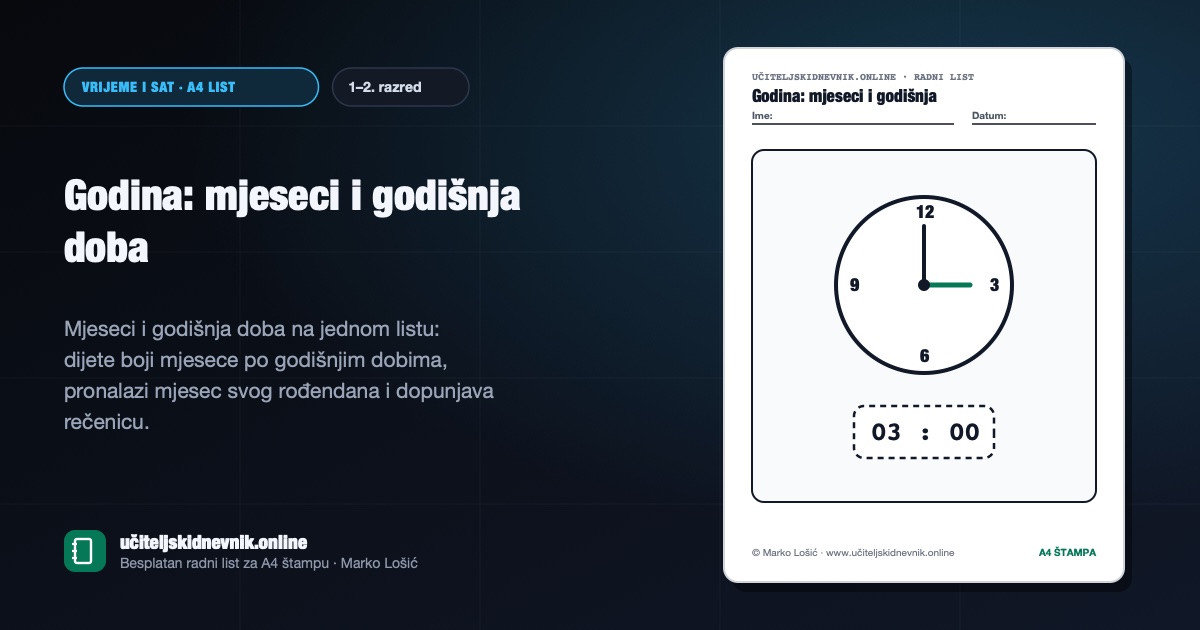 VRIJEME I SAT · A4 LIST
1–2. razred
Godina: mjeseci i godišnja
doba
Mjeseci i godišnja doba na jednom listu:
dijete boji mjesece po godišnjim dobima,
pronalazi mjesec svog rođendana i dopunjava
rečenicu.
učiteljskidnevnik.online
Besplatan radni list za A4 štampu · Marko Lošić
UČITELJSKIDNEVNIK.ONLINE · RADNI LIST
Godina: mjeseci i godišnja
Ime:
Datum:
12
9
3
6
03 : 00
© Marko Lošić · www.učiteljskidnevnik.online
A4 ŠTAMPA